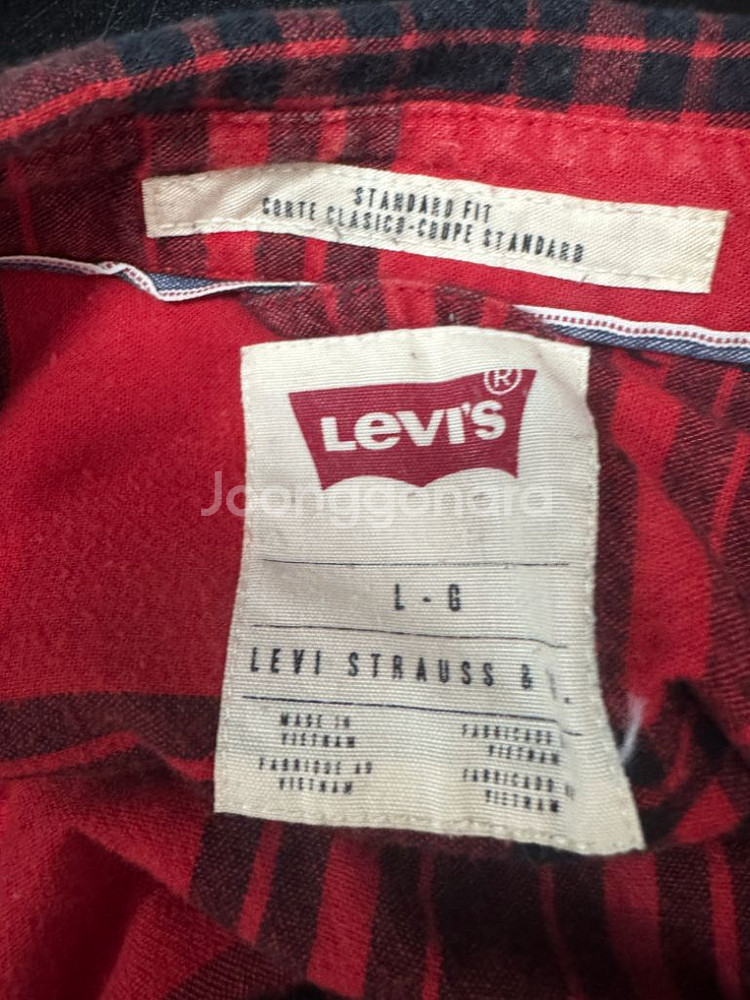 STANDARD FIT
CORTE CLASICO-COUPE STANDARD
LEVI'S®
Joonggonara
L - G
LEVI STRAUSS &
MADE IN
VIETNAM
FABRIQUE AU
VIETNAM
VIETNAM
FABRICADO
VIETNAM